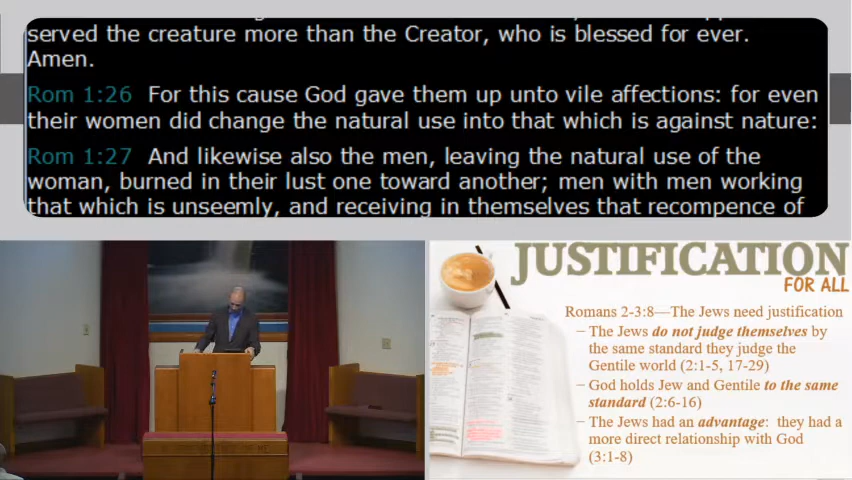 served the creature more than the Creator, who is blessed for ever.
Amen.
Rom 1:26 For this cause God gave them up unto vile affections: for even
their women did change the natural use into that which is against nature:
Rom 1:27 And likewise also the men, leaving the natural use of the
woman, burned in their lust one toward another; men with men working
that which is unseemly, and receiving in themselves that recompence of
JUSTIFICATION
FOR ALL
Romans 2-3:8—The Jews need justification
– The Jews do not judge themselves by
the same standard they judge the
Gentile world (2:1-5, 17-29)
– God holds Jew and Gentile to the same
standard (2:6-16)
– The Jews had an advantage: they had a
more direct relationship with God
(3:1-8)